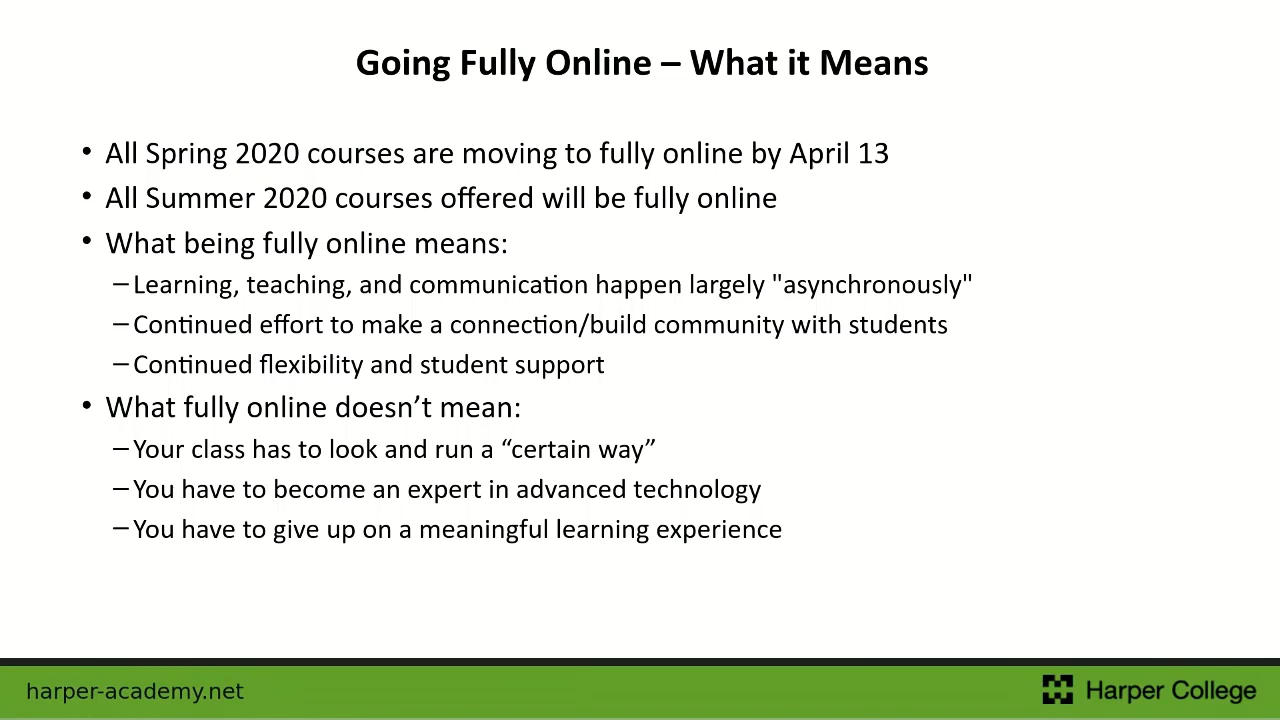 Going Fully Online – What it Means
• All Spring 2020 courses are moving to fully online by April 13
• All Summer 2020 courses offered will be fully online
• What being fully online means:
–Learning, teaching, and communication happen largely "asynchronously"
–Continued effort to make a connection/build community with students
–Continued flexibility and student support
• What fully online doesn’t mean:
–Your class has to look and run a “certain way”
–You have to become an expert in advanced technology
–You have to give up on a meaningful learning experience
harper-academy.net
Harper College